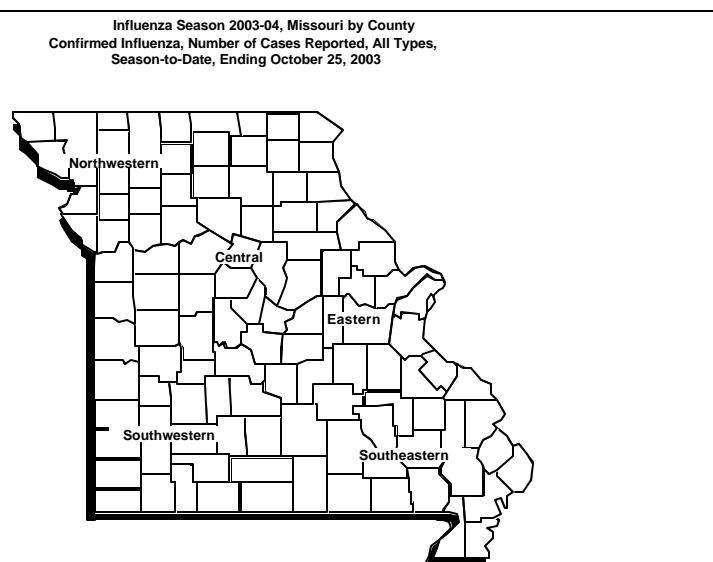 Influenza Season 2003-04, Missouri by County
Confirmed Influenza, Number of Cases Reported, All Types,
Season-to-Date, Ending October 25, 2003
Northwestern
Central
Eastern
Southwestern
Southeastern